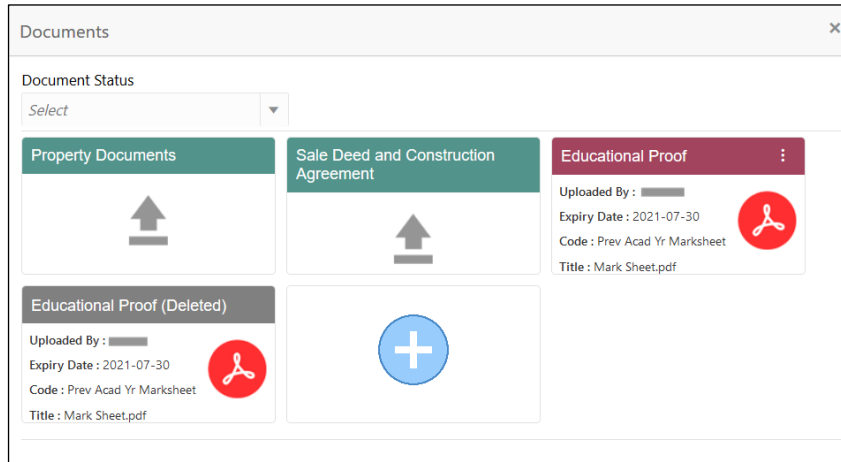 Documents
Document Status
Select
Property Documents
Sale Deed and Construction
Agreement
Educational Proof
Uploaded By :
Expiry Date : 2021-07-30
Code : Prev Acad Yr Marksheet
Title : Mark Sheet.pdf
Educational Proof (Deleted)
Uploaded By :
Expiry Date : 2021-07-30
Code : Prev Acad Yr Marksheet
Title : Mark Sheet.pdf